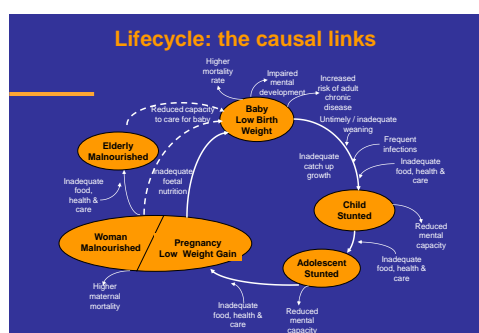 Lifecycle: the causal links
Higher
mortality
rate
Impaired
mental
development
Increased
risk of adult
chronic
disease
Reduced capacity
to care for baby
Baby
Low Birth
Weight
Untimely / inadequate
weaning
Frequent
infections
Elderly
Malnourished
Inadequate
catch up
growth
Inadequate
food, health &
care
Inadequate
food,
health &
care
Inadequate
foetal
nutrition
Child
Stunted
Reduced
mental
capacity
Woman
Malnourished
Pregnancy
Low Weight Gain
Adolescent
Stunted
Inadequate
food, health &
care
Higher
maternal
mortality
Inadequate
food, health &
care
Reduced
mental
capacity